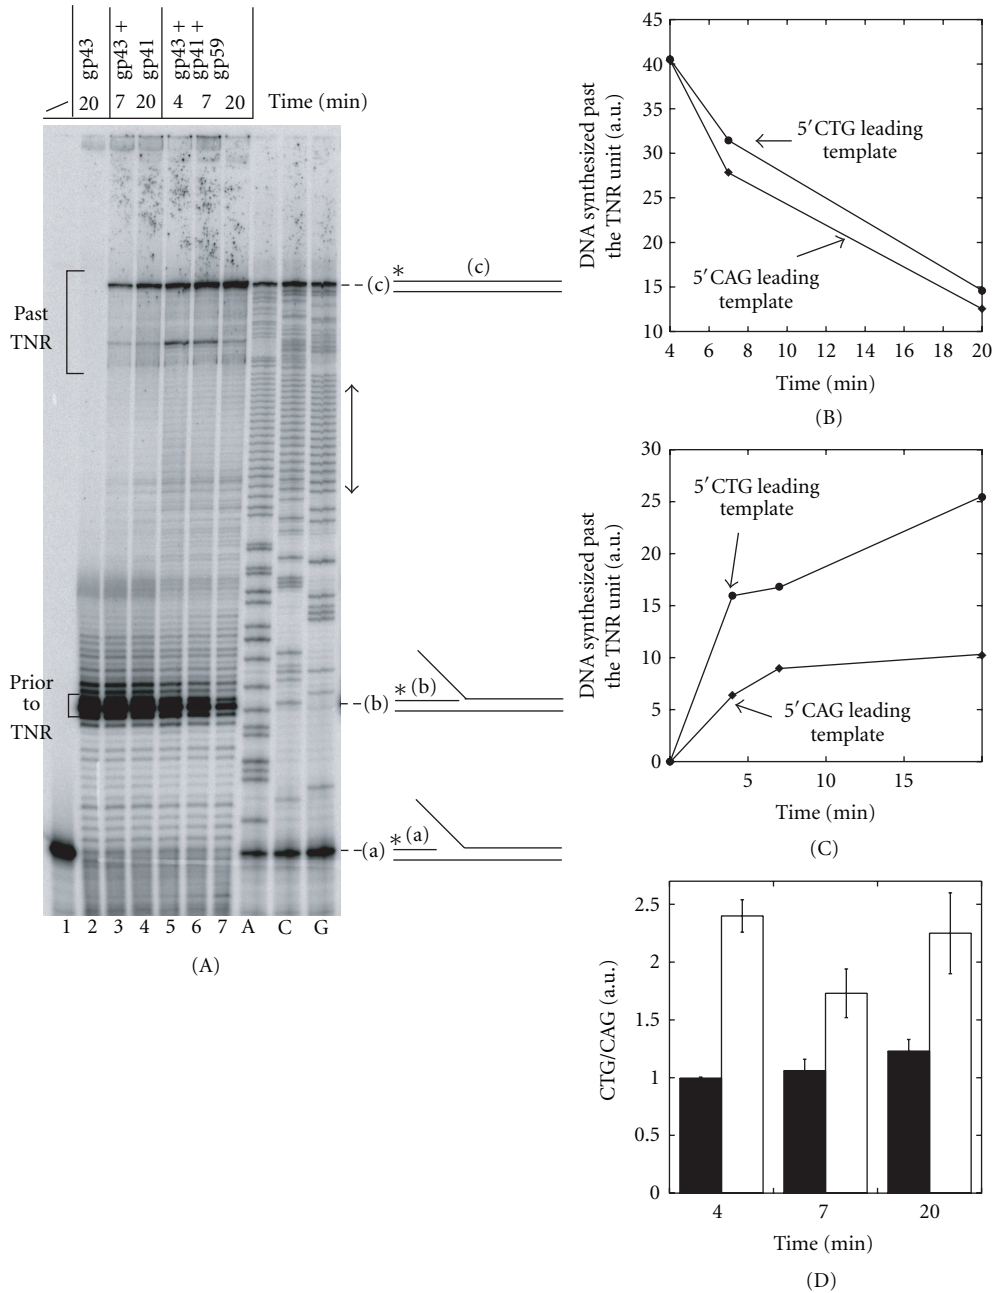 gp43
gp43 +
gp41
gp43 +
gp41 +
gp59
20 7 20 4 7 20 Time (min)
Past
TNR
Prior
to
TNR
(c) * (c)
(b) * (b)
(a) * (a)
1 2 3 4 5 6 7 A C G
(A)
DNA synthesized past
the TNR unit (a.u.)
45
40
35
30
25
20
15
10
5′CTG leading
template
5′CAG leading
template
4 6 8 10 12 14 16 18 20
Time (min)
(B)
DNA synthesized past
the TNR unit (a.u.)
30
25
20
15
10
5
0
5′CTG leading
template
5′CAG leading
template
5 10 15
Time (min)
(C)
CTG/CAG (a.u.)
2.5
2
1.5
1
0.5
0
4 7 20
Time (min)
(D)